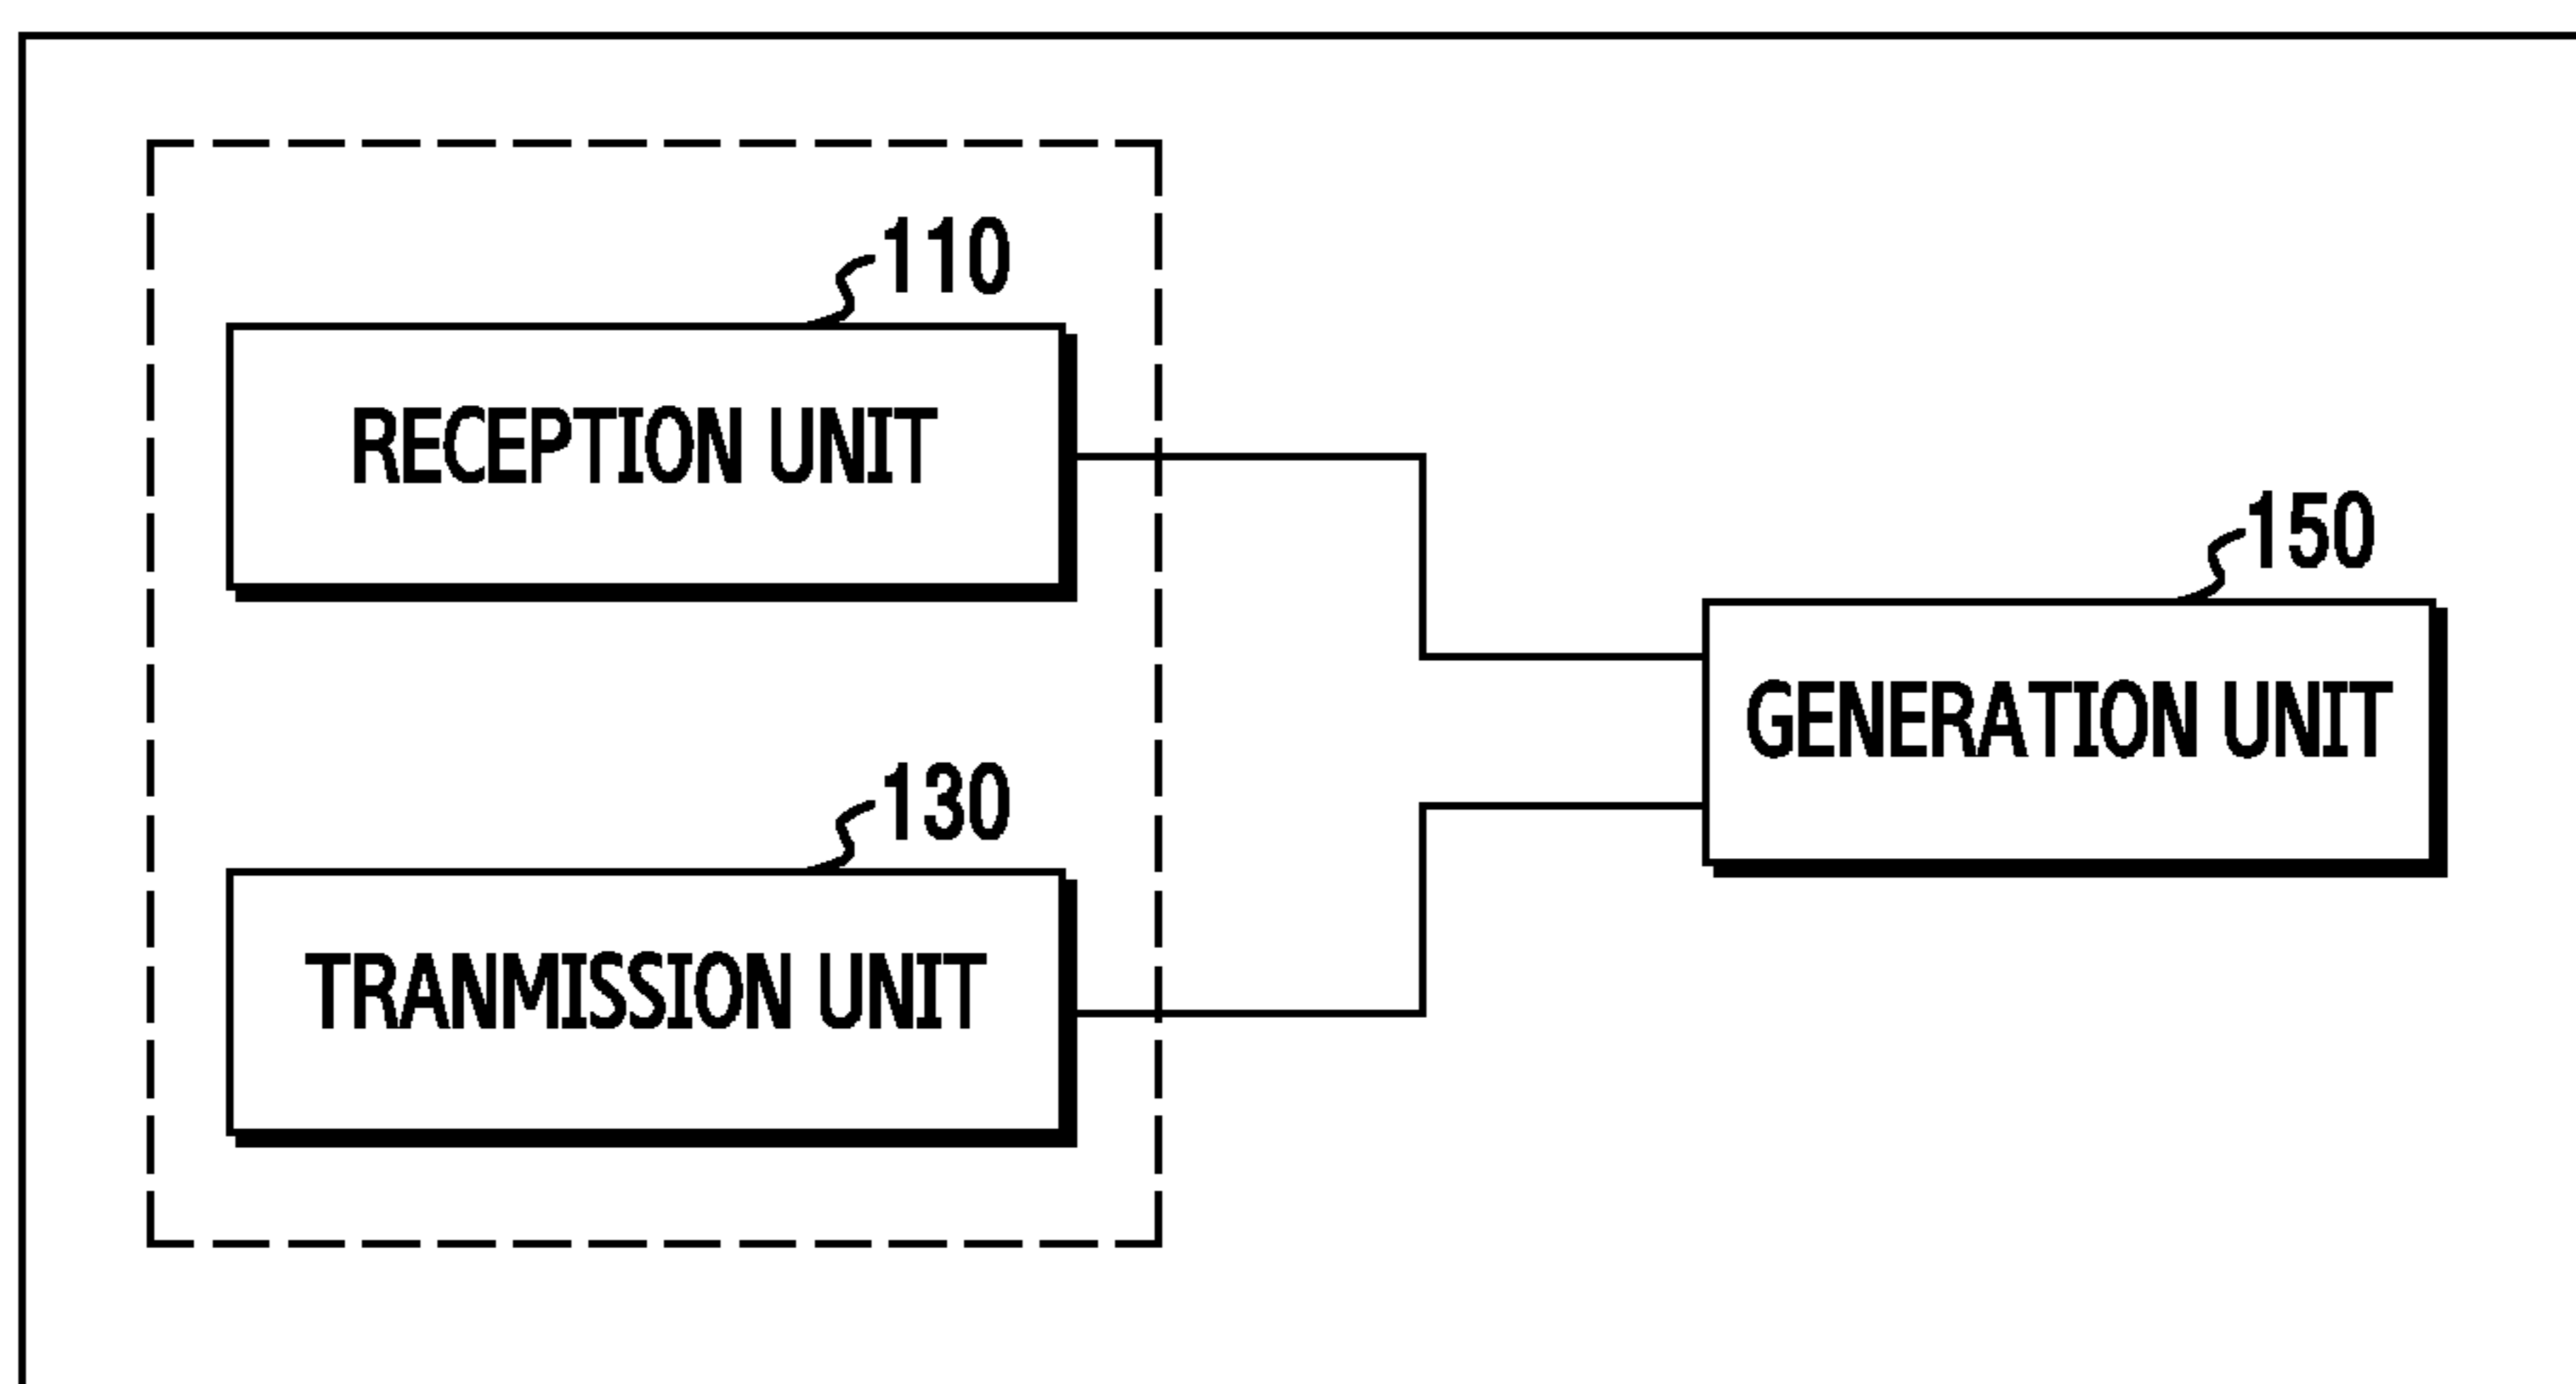 110
RECEPTION UNIT
150
GENERATION UNIT
130
TRANMISSION UNIT